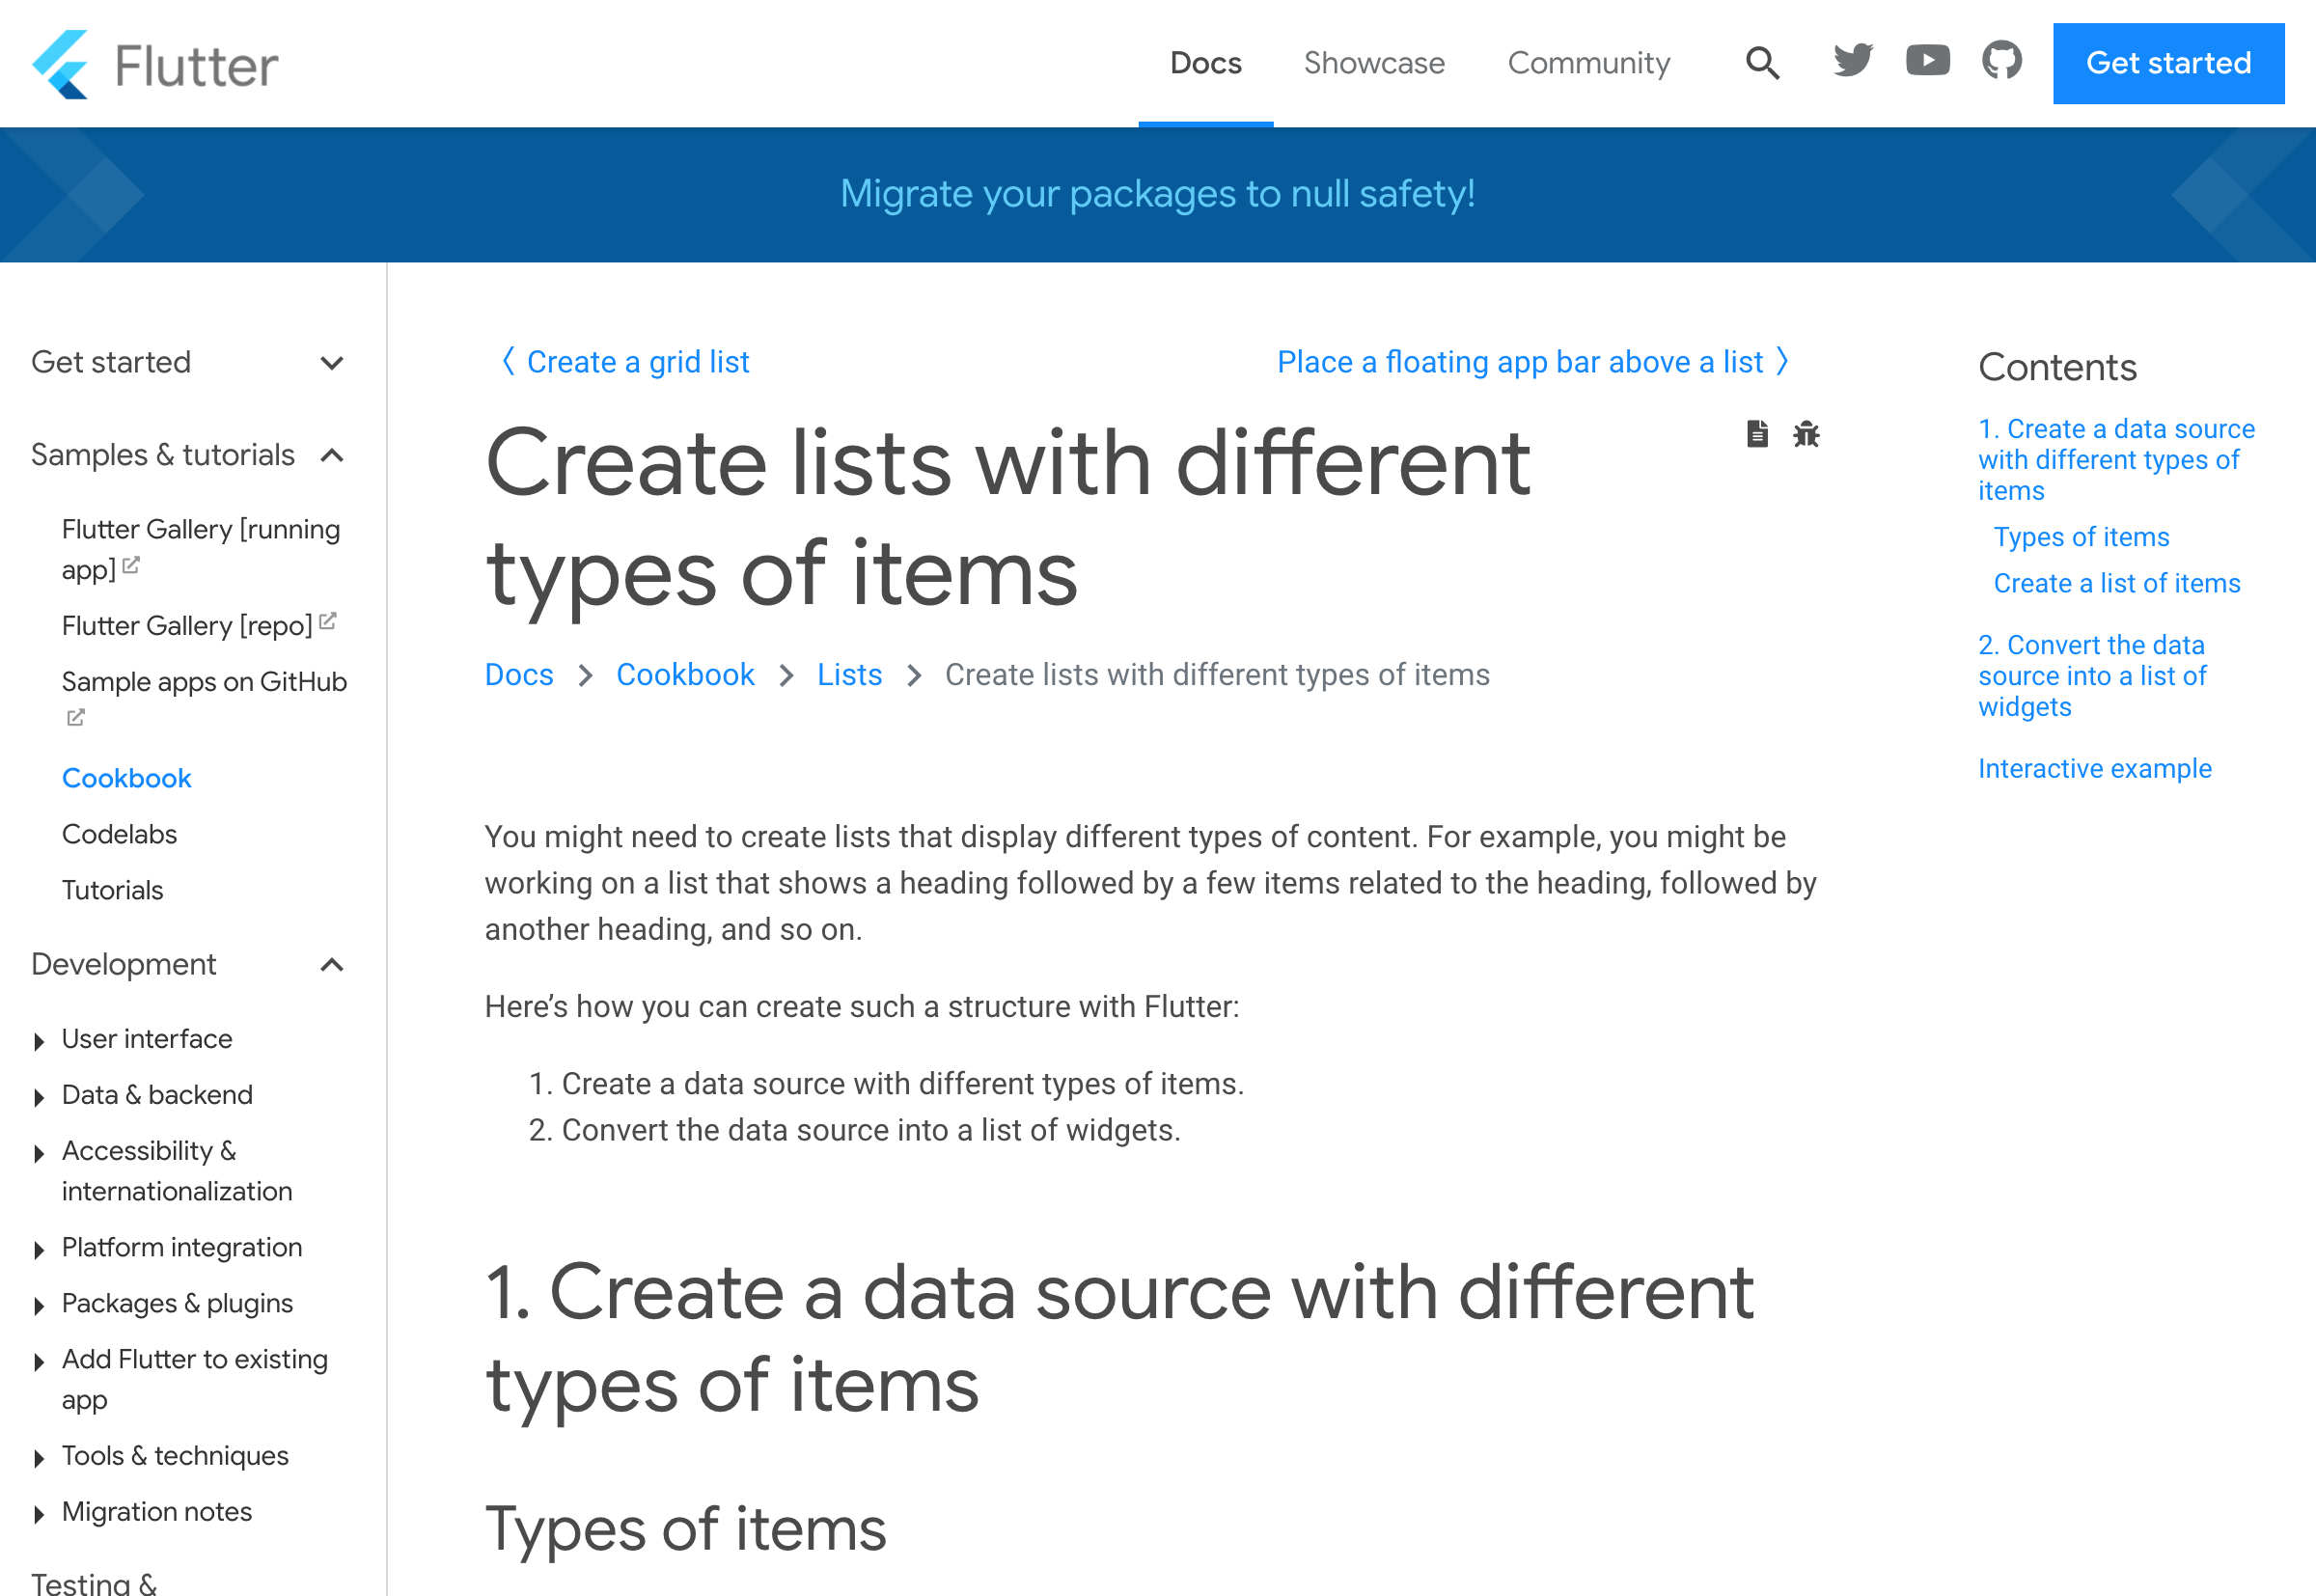 Flutter
Docs
Showcase
Community
Get started
Migrate your packages to null safety!
Get started
Samples & tutorials
Flutter Gallery [running
app]
Flutter Gallery [repo]
Sample apps on GitHub
Cookbook
Codelabs
Tutorials
Development
User interface
Data & backend
Accessibility &
internationalization
Platform integration
Packages & plugins
Add Flutter to existing
app
Tools & techniques
Migration notes
Testing &
〈 Create a grid list
Place a floating app bar above a list 〉
Create lists with different
types of items
Docs > Cookbook > Lists > Create lists with different types of items
You might need to create lists that display different types of content. For example, you might be
working on a list that shows a heading followed by a few items related to the heading, followed by
another heading, and so on.
Here’s how you can create such a structure with Flutter:
1. Create a data source with different types of items.
2. Convert the data source into a list of widgets.
1. Create a data source with different
types of items
Types of items
Contents
1. Create a data source
with different types of
items
Types of items
Create a list of items
2. Convert the data
source into a list of
widgets
Interactive example